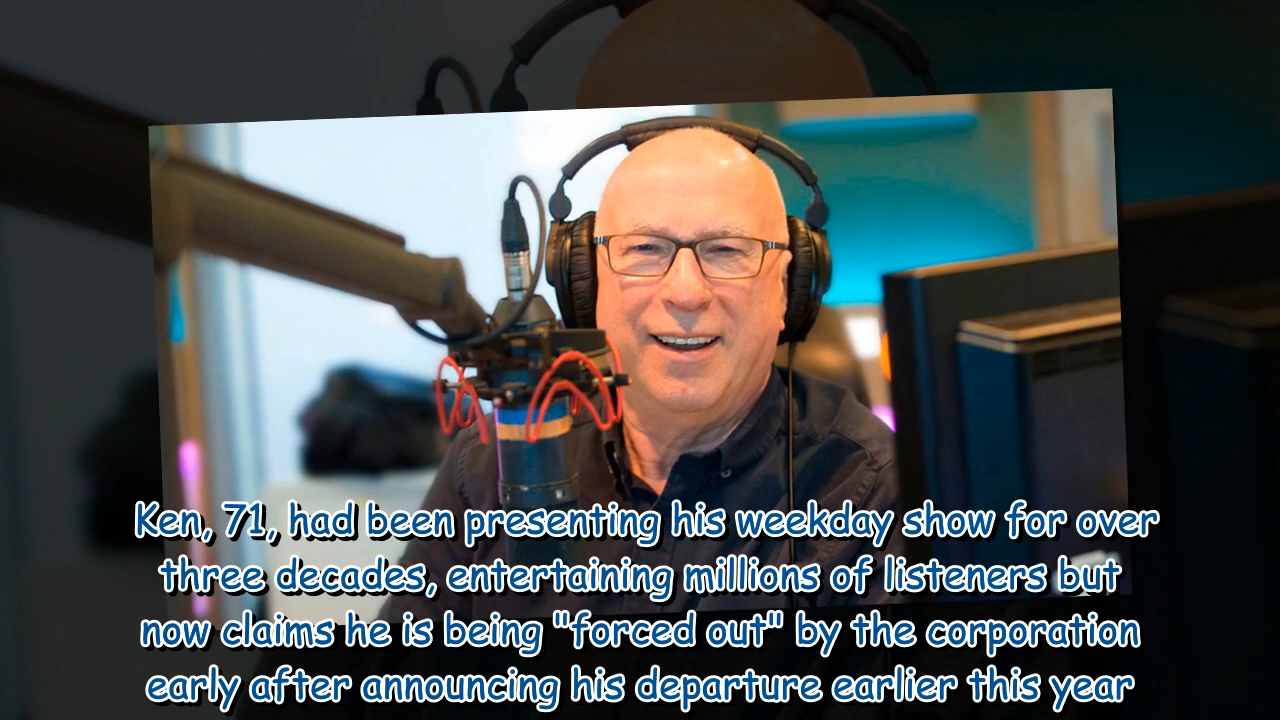 Ken, 71, had been presenting his weekday show for over
three decades, entertaining millions of listeners but
now claims he is being "forced out" by the corporation
early after announcing his departure earlier this year